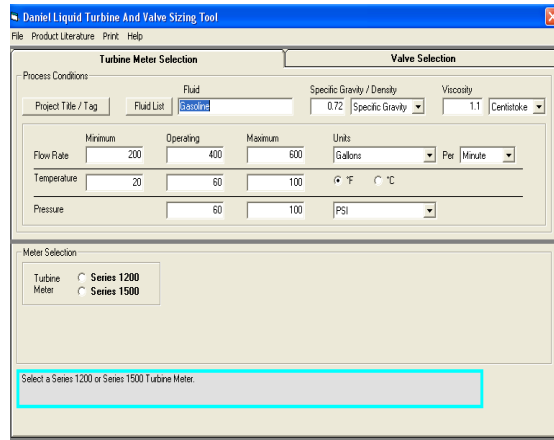 Daniel Liquid Turbine And Valve Sizing Tool
File Product Literature Print Help
Turbine Meter Selection Valve Selection
Process Conditions
Fluid Specific Gravity / Density Viscosity
Project Title / Tag Fluid List Gasoline 0.72 Specific Gravity 1.1 Centistoke
Minimum Operating Maximum Units
Flow Rate 200 400 600 Gallons Per Minute
Temperature 20 60 100 °F °C
Pressure 60 100 PSI
Meter Selection
Turbine Meter Series 1200
Series 1500
Select a Series 1200 or Series 1500 Turbine Meter.